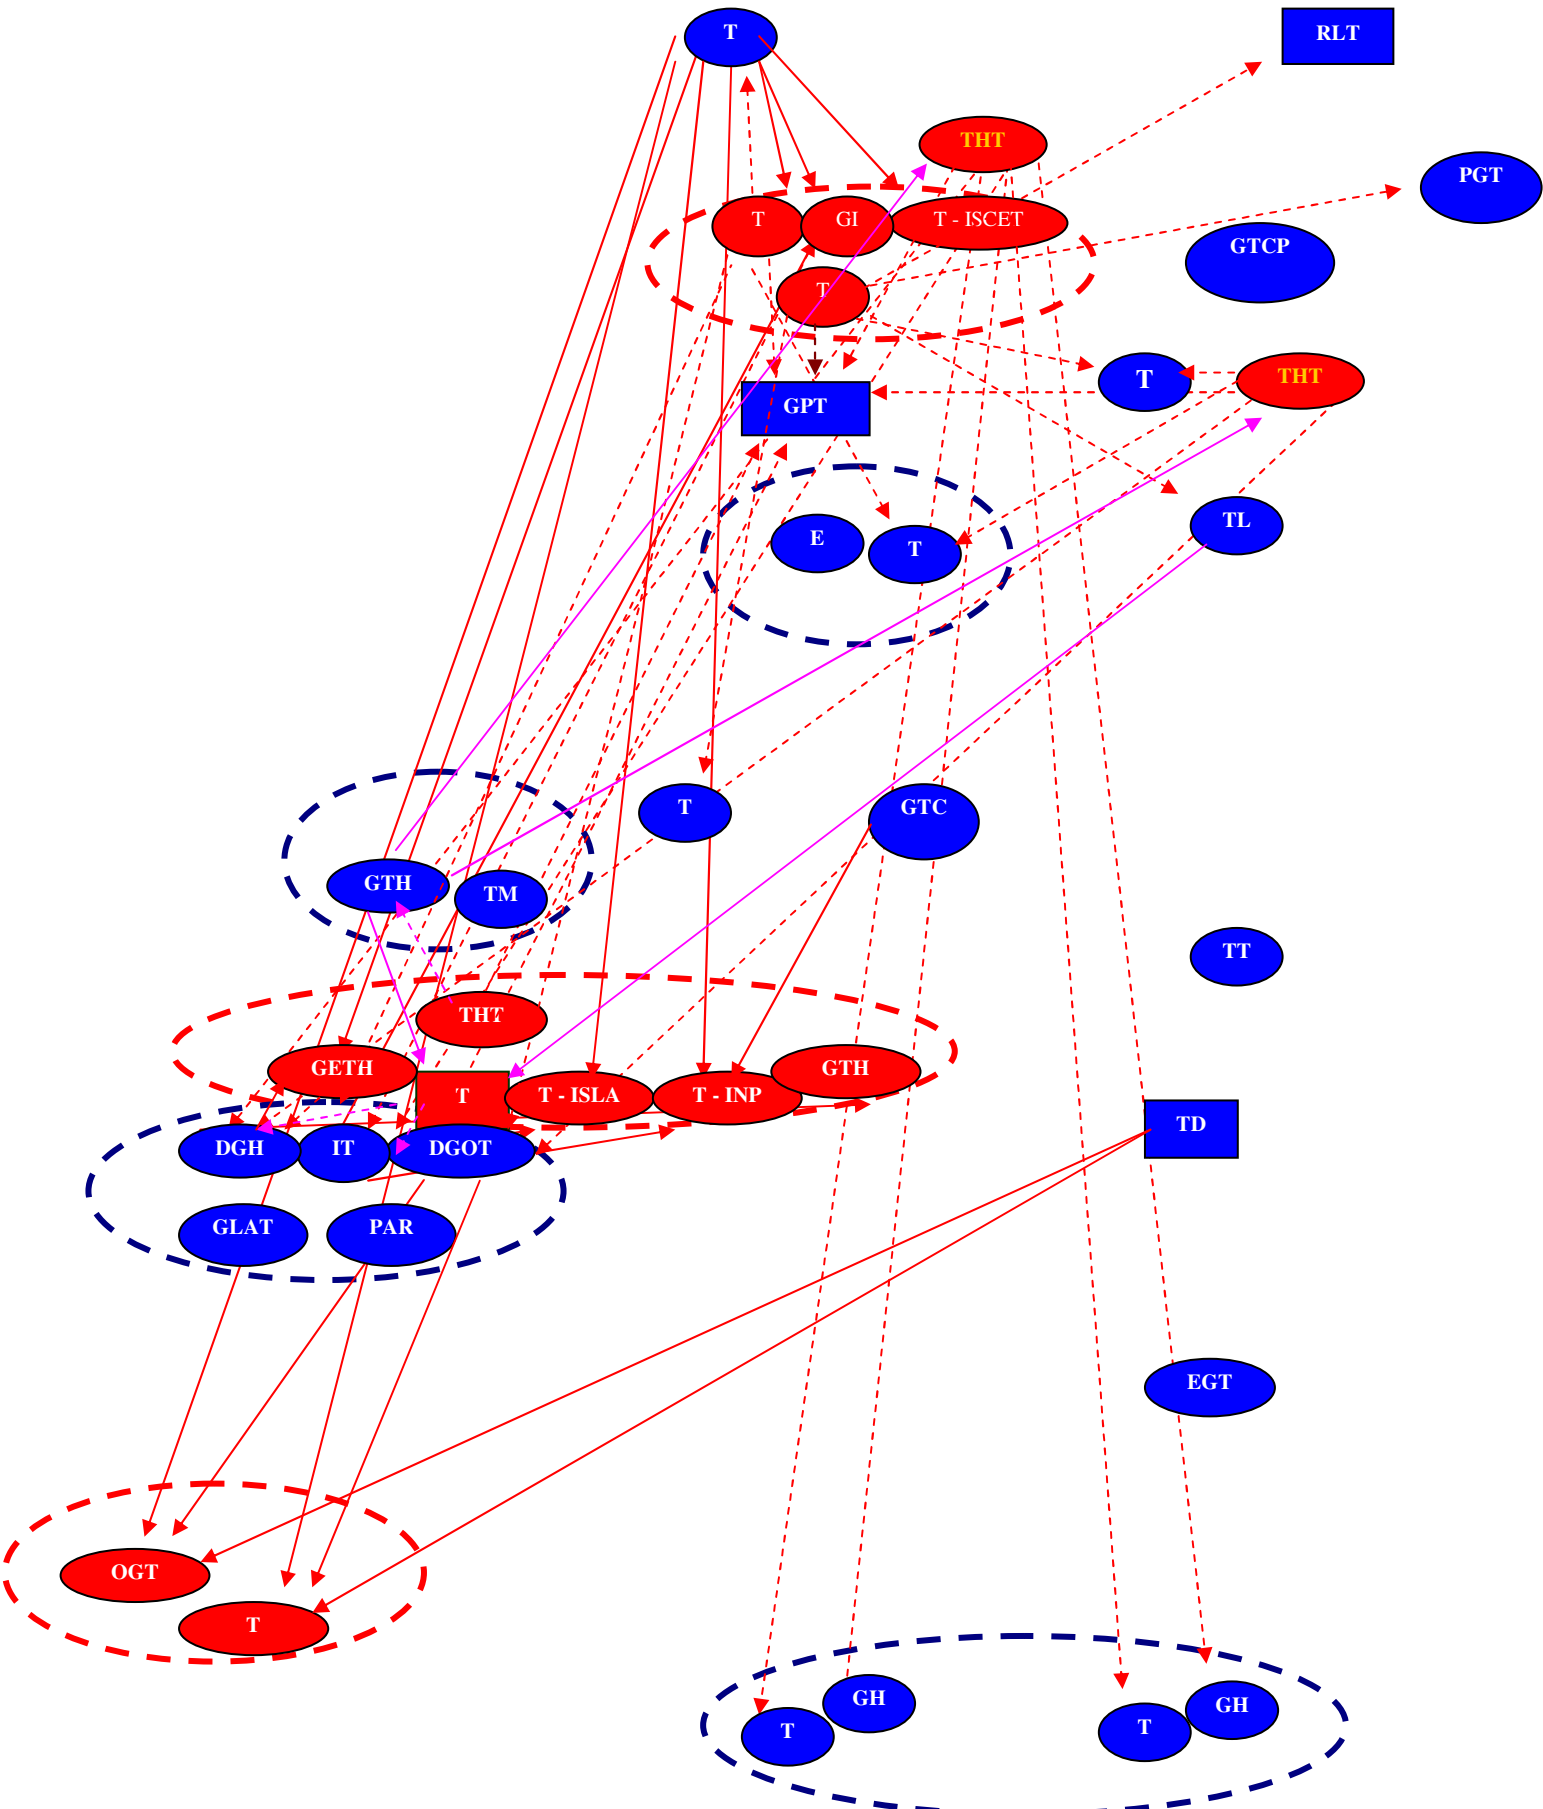 T
RLT
THT
PGT
T
GI
T - ISCET
GTCP
T
T
THT
GPT
TL
E
T
T
GTC
GTH
TM
TT
THT
GETH
T
T - ISLA
T - INP
GTH
TD
DGH
IT
DGOT
GLAT
PAR
EGT
OGT
T
GH
T
GH
T